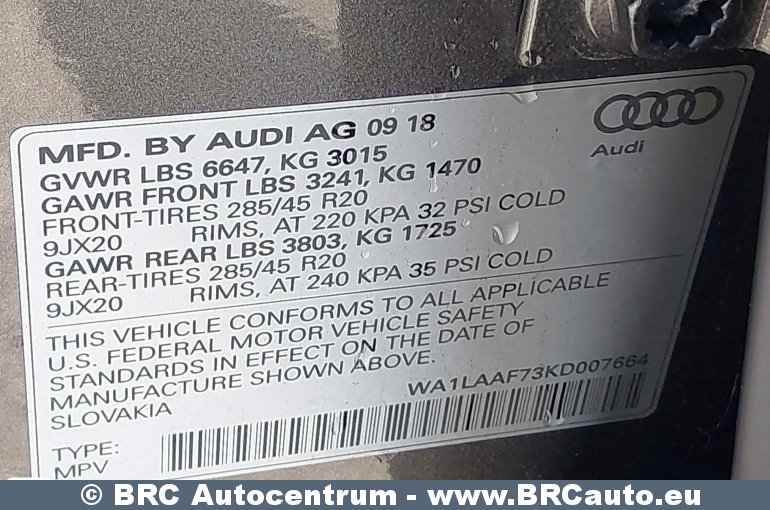 MFD. BY AUDI AG 09 18
GVWR LBS 6647, KG 3015
GAWR FRONT LBS 3241, KG 1470
FRONT-TIRES 285/45 R20
9JX20 RIMS, AT 220 KPA 32 PSI COLD
GAWR REAR LBS 3803, KG 1725
REAR-TIRES 285/45 R20
9JX20 RIMS, AT 240 KPA 35 PSI COLD
THIS VEHICLE CONFORMS TO ALL APPLICABLE
U.S. FEDERAL MOTOR VEHICLE SAFETY
STANDARDS IN EFFECT ON THE DATE OF
MANUFACTURE SHOWN ABOVE.
SLOVAKIA
WA1LAAF73KD007664
TYPE:
MPV
Audi
© BRC Autocentrum - www.BRCauto.eu